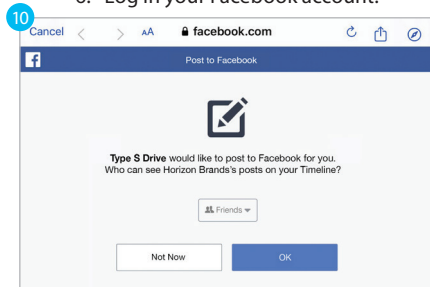 6. Log in your Facebook account.
10
Cancel AA facebook.com
f Post to Facebook
Type S Drive would like to post to Facebook for you.
Who can see Horizon Brands's posts on your Timeline?
Friends
Not Now OK